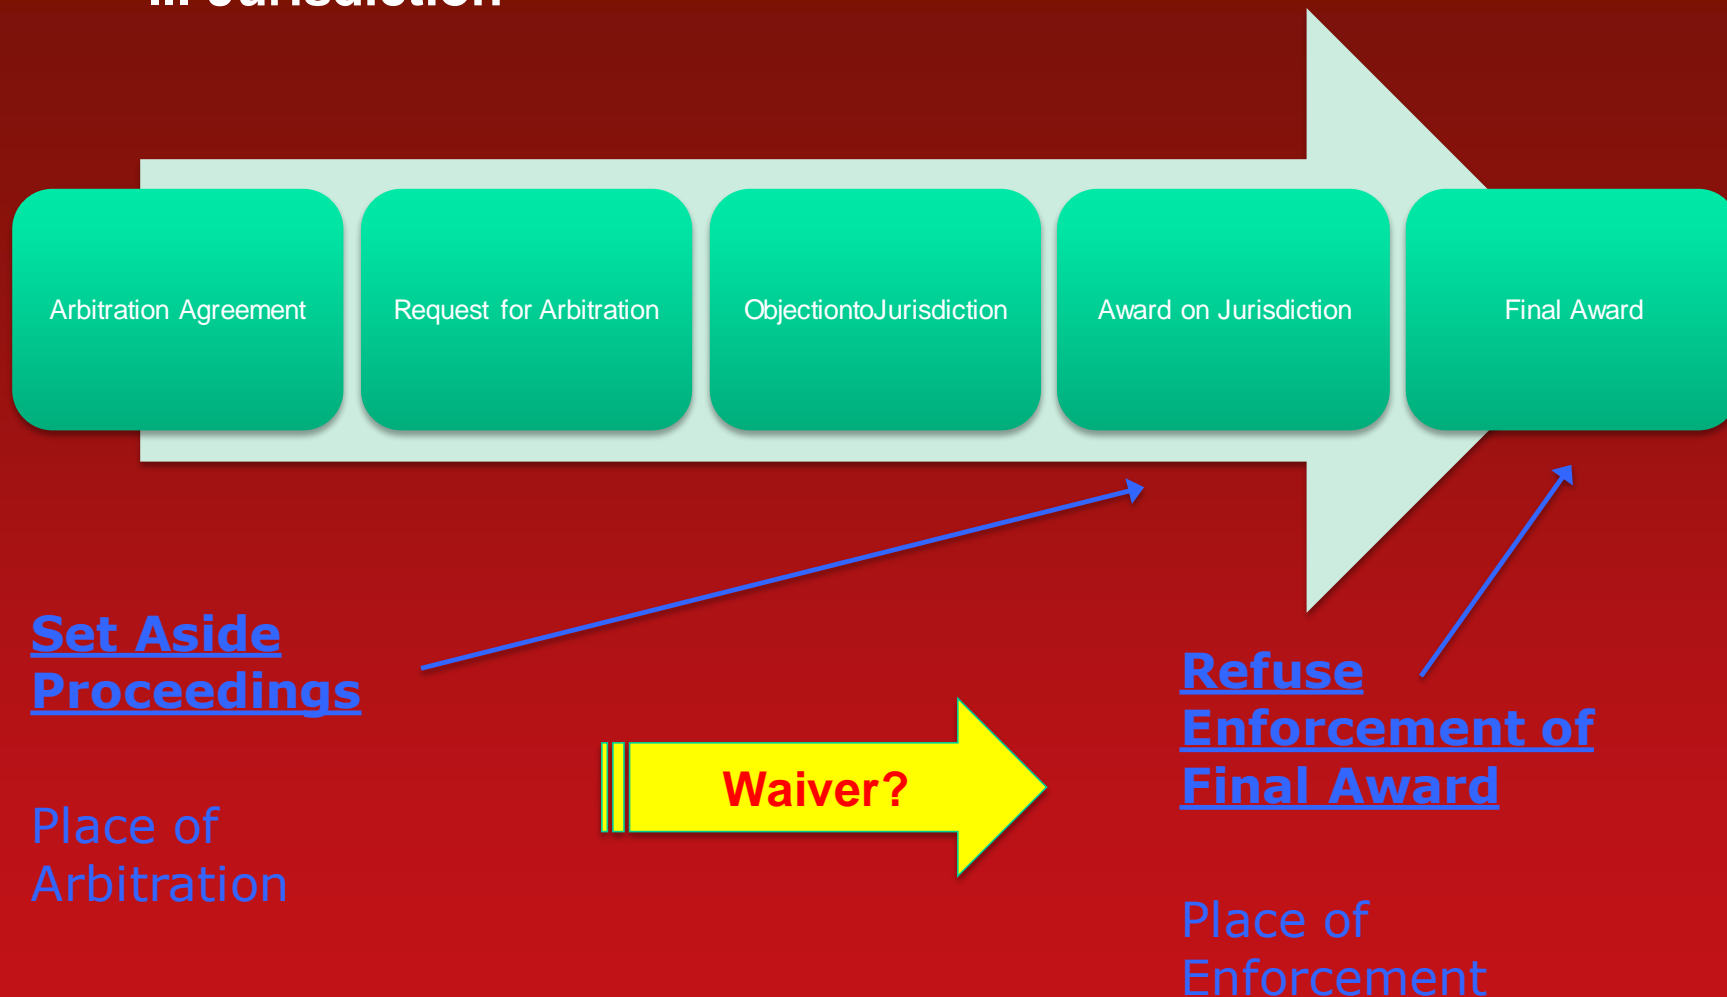 Jurisdiction
Arbitration Agreement
Request for Arbitration
ObjectiontoJurisdiction
Award on Jurisdiction
Final Award
Set Aside
Proceedings
Place of
Arbitration
Waiver?
Refuse
Enforcement of
Final Award
Place of
Enforcement